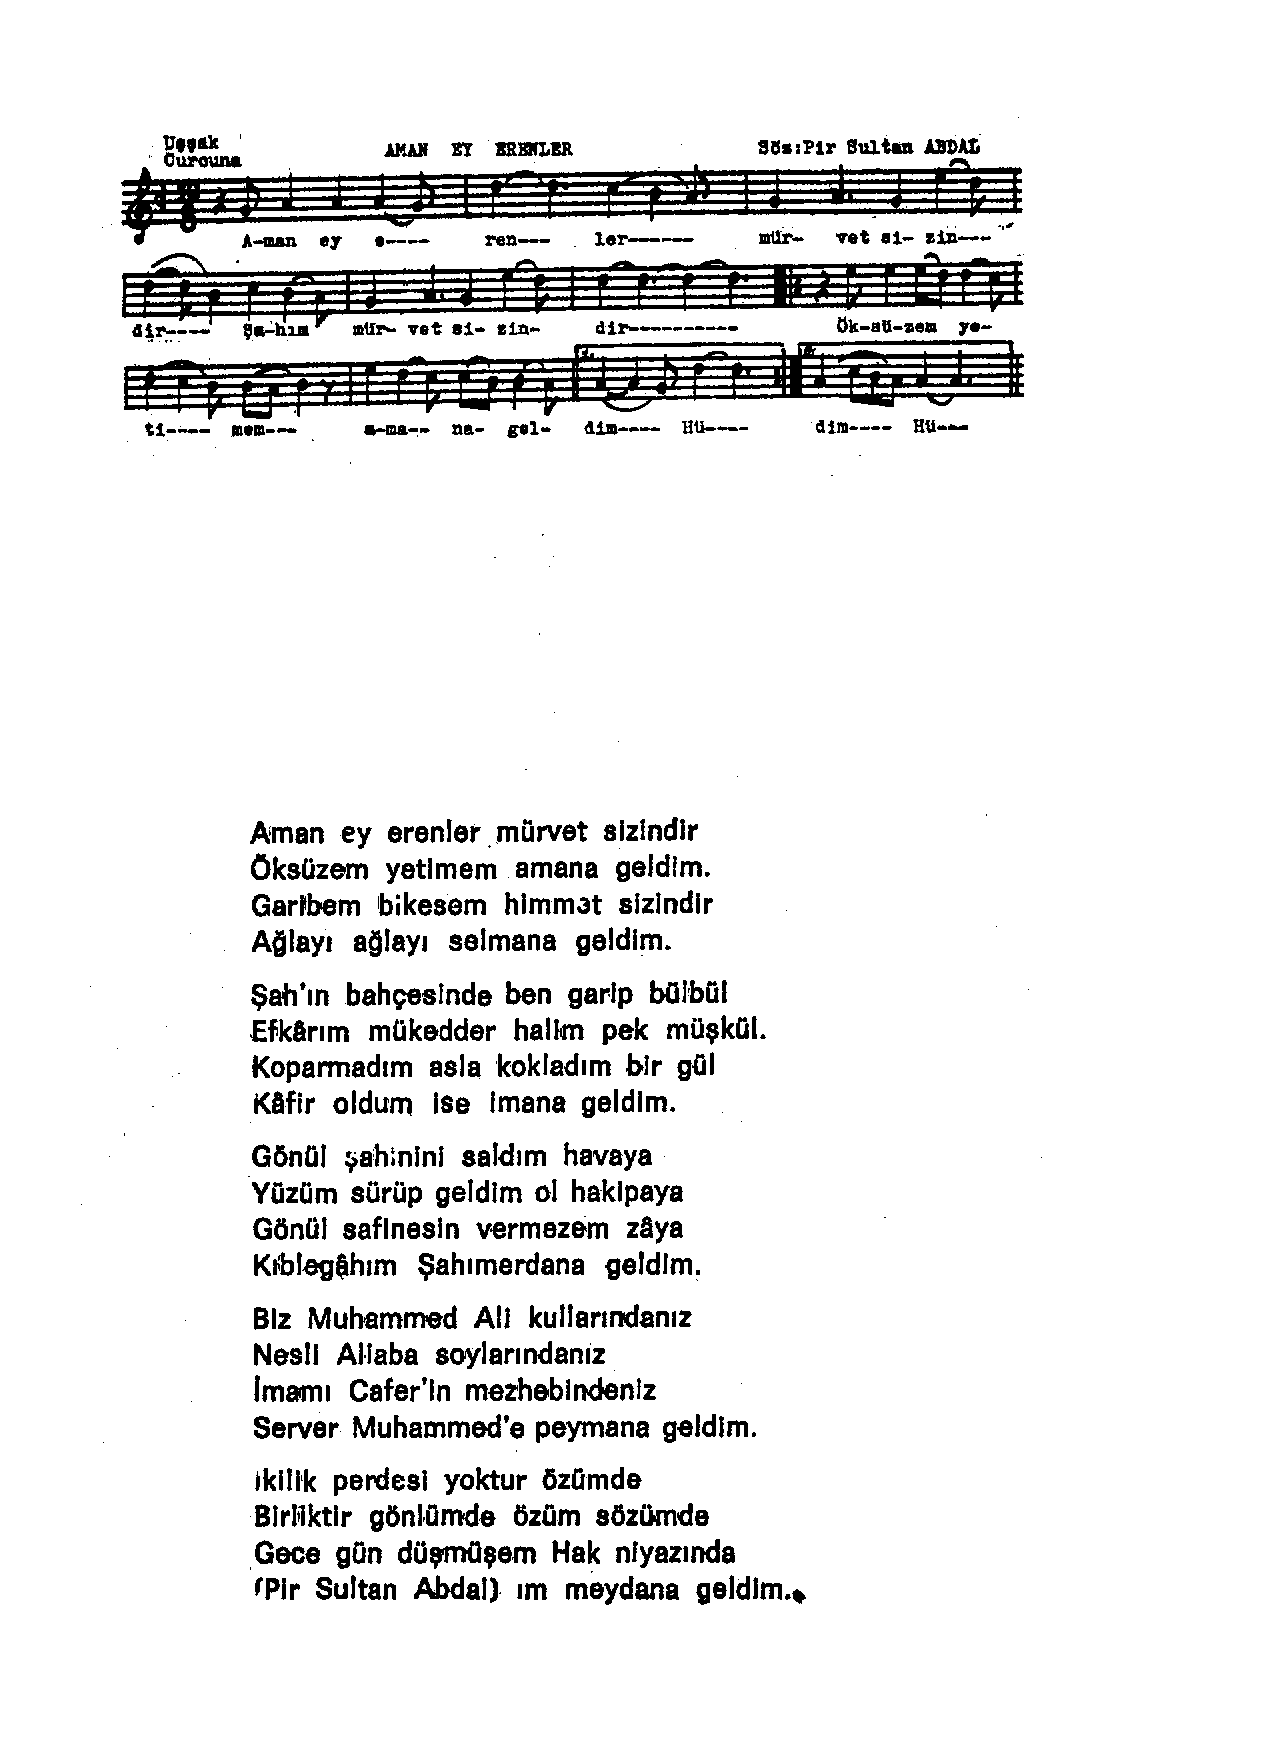 Uşşak
Curcuna
AMAN EY ERENLER
Söz:Pir Sultan ABDAL
A-man ey e---- ren--- ler------ mür- vet si- zin---
dir---- Şa-hım mür- vet si- zin- dir---------- Ök-sü-zem ye-
ti---- mem--- a-ma-- na- gel- dim---- Hü---- dim---- Hü---
1.
2.
Aman ey erenler mürvet sizindir
Öksüzem yetimem amana geldim.
Garibem bikesem himmet sizindir
Ağlayı ağlayı selmana geldim.
Şah'ın bahçesinde ben garip bülbül
Efkârım mükedder halim pek müşkül.
Koparmadım asla kokladım bir gül
Kâfir oldum ise imana geldim.
Gönül şahinini saldım havaya
Yüzüm sürüp geldim ol hakipaya
Gönül safinesin vermezem zâya
Kıblegâhım Şahımerdana geldim.
Biz Muhammed Ali kullarındanız
Nesli Aliaba soylarındanız
İmamı Cafer'in mezhebindeniz
Server Muhammed'e peymana geldim.
İkilik perdesi yoktur özümde
Birliktir gönlümde özüm sözümde
Gece gün düşmüşem Hak niyazında
(Pir Sultan Abdal) ım meydana geldim.